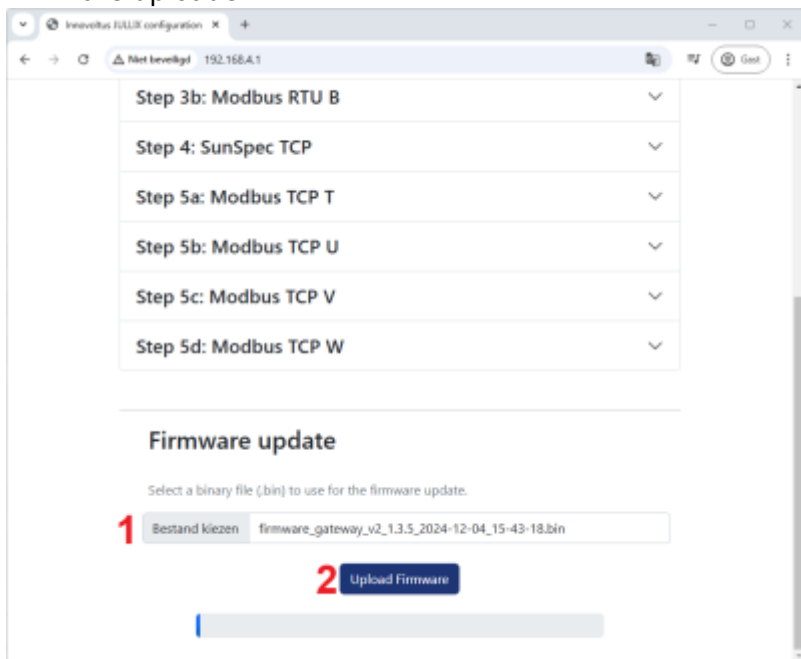 Innovoltus JULLIX configuration
Niet beveiligd 192.168.4.1
Gast
Step 3b: Modbus RTU B
Step 4: SunSpec TCP
Step 5a: Modbus TCP T
Step 5b: Modbus TCP U
Step 5c: Modbus TCP V
Step 5d: Modbus TCP W
Firmware update
Select a binary file (.bin) to use for the firmware update.
1 Bestand kiezen firmware_gateway_v2_1.3.5_2024-12-04_15-43-18.bin
2 Upload Firmware